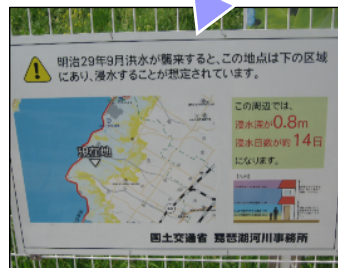 明治29年9月洪水が襲来すると、この地点は下の区域
にあり、浸水することが想定されています。
現在地
この周辺では、
浸水深が0.8m
浸水日数が約14日
になります。
国土交通省 琵琶湖河川事務所